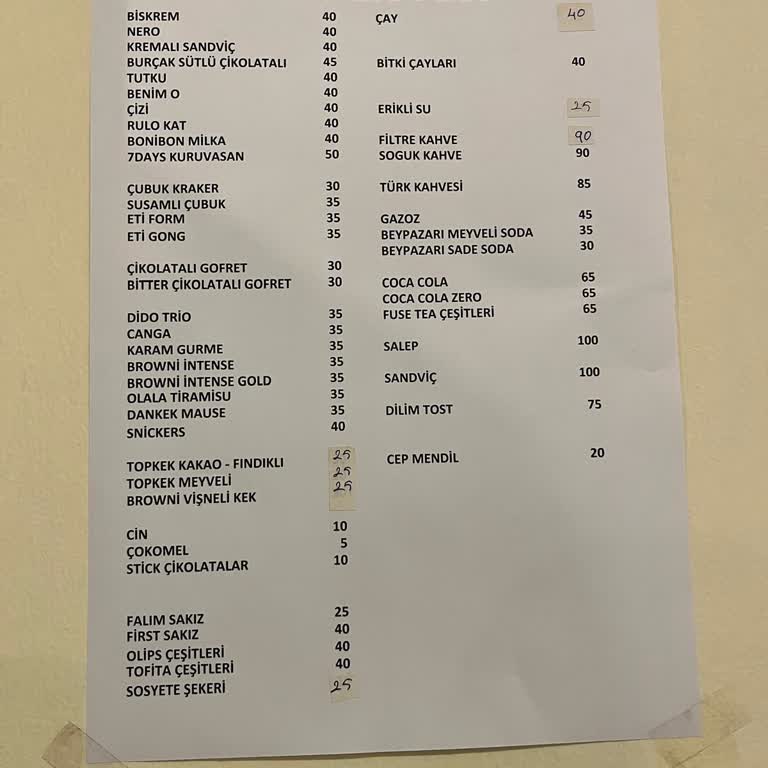 BİSKREM 40
NERO 40
KREMALI SANDVİÇ 40
BURÇAK SÜTLÜ ÇİKOLATALI 45
TUTKU 40
BENİM O 40
ÇİZİ 40
RULO KAT 40
BONİBON MİLKA 40
7DAYS KURUVASAN 50
ÇUBUK KRAKER 30
SUSAMLI ÇUBUK 35
ETİ FORM 35
ETİ GONG 35
ÇİKOLATALI GOFRET 30
BİTTER ÇİKOLATALI GOFRET 30
DİDO TRİO 35
CANGA 35
KARAM GURME 35
BROWNİ İNTENSE 35
BROWNİ İNTENSE GOLD 35
OLALA TİRAMİSU 35
DANKEK MAUSE 35
SNİCKERS 40
TOPKEK KAKAO - FINDIKLI 25
TOPKEK MEYVELİ 25
BROWNİ VİŞNELİ KEK 25
CİN 10
ÇOKOMEL 5
STİCK ÇİKOLATALAR 10
FALIM SAKIZ 25
FİRST SAKIZ 40
OLİPS ÇEŞİTLERİ 40
TOFİTA ÇEŞİTLERİ 40
SOSYETE ŞEKERİ 25
ÇAY 40
BİTKİ ÇAYLARI 40
ERİKLİ SU 25
FİLTRE KAHVE 90
SOGUK KAHVE 90
TÜRK KAHVESİ 85
GAZOZ 45
BEYPAZARI MEYVELİ SODA 35
BEYPAZARI SADE SODA 30
COCA COLA 65
COCA COLA ZERO 65
FUSE TEA ÇEŞİTLERİ 65
SALEP 100
SANDVİÇ 100
DİLİM TOST 75
CEP MENDİL 20